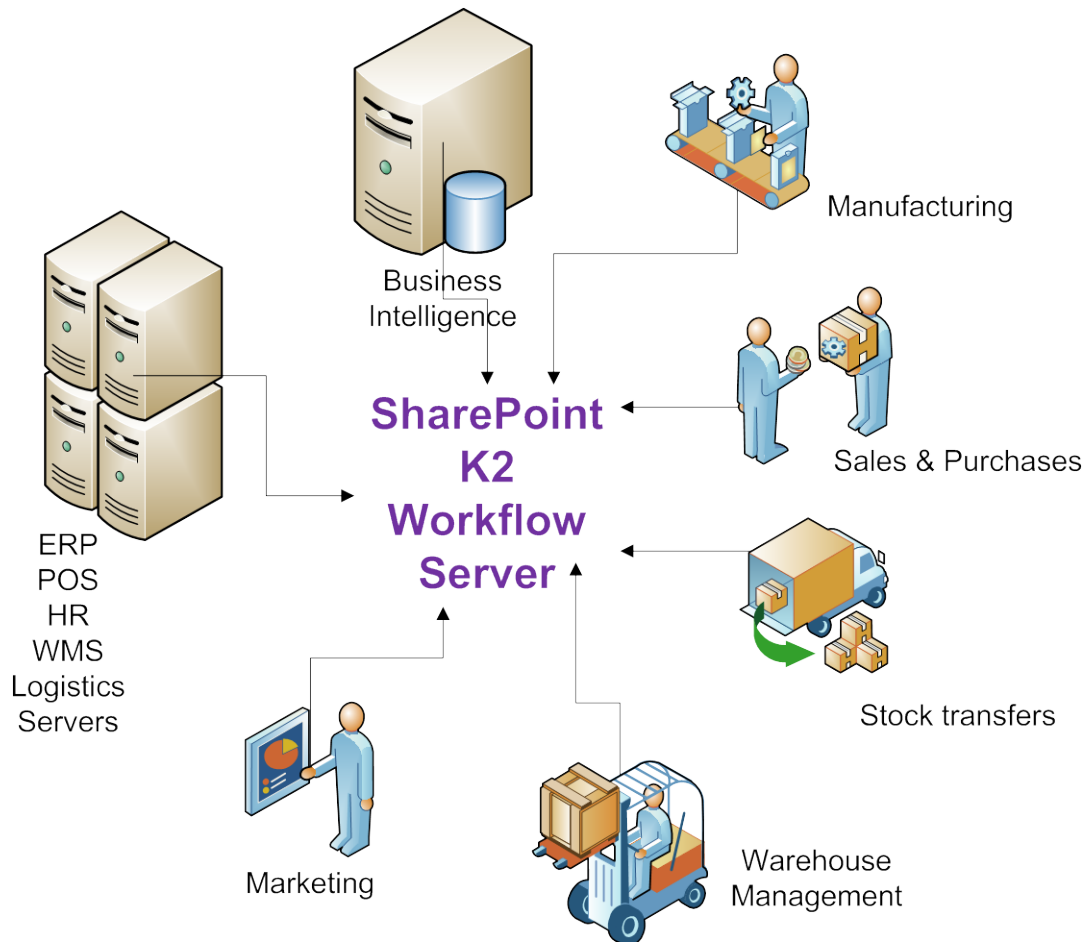 Business
Intelligence
Manufacturing
SharePoint
K2
Workflow
Server
Sales & Purchases
ERP
POS
HR
WMS
Logistics
Servers
Stock transfers
Marketing
Warehouse
Management